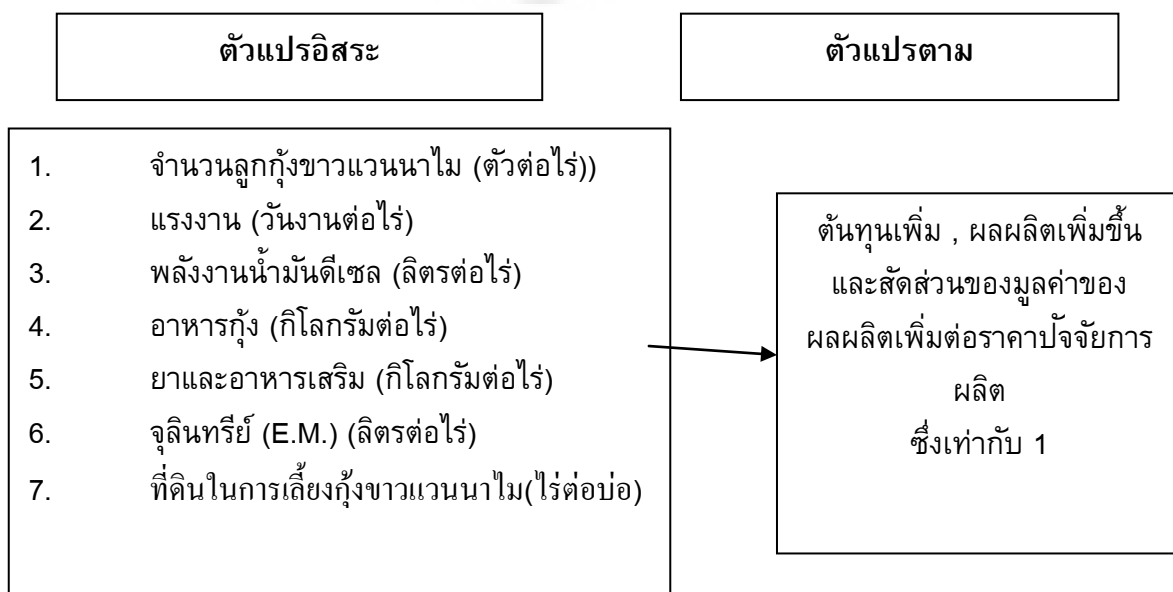 ตัวแปรอิสระ
ตัวแปรตาม
1. จำนวนลูกกุ้งขาวแวนนาไม (ตัวต่อไร่))
2. แรงงาน (วันงานต่อไร่)
3. พลังงานน้ำมันดีเซล (ลิตรต่อไร่)
4. อาหารกุ้ง (กิโลกรัมต่อไร่)
5. ยาและอาหารเสริม (กิโลกรัมต่อไร่)
6. จุลินทรีย์ (E.M.) (ลิตรต่อไร่)
7. ที่ดินในการเลี้ยงกุ้งขาวแวนนาไม(ไร่ต่อบ่อ)
ต้นทุนเพิ่ม , ผลผลิตเพิ่มขึ้น
และสัดส่วนของมูลค่าของ
ผลผลิตเพิ่มต่อราคาปัจจัยการ
ผลิต
ซึ่งเท่ากับ 1